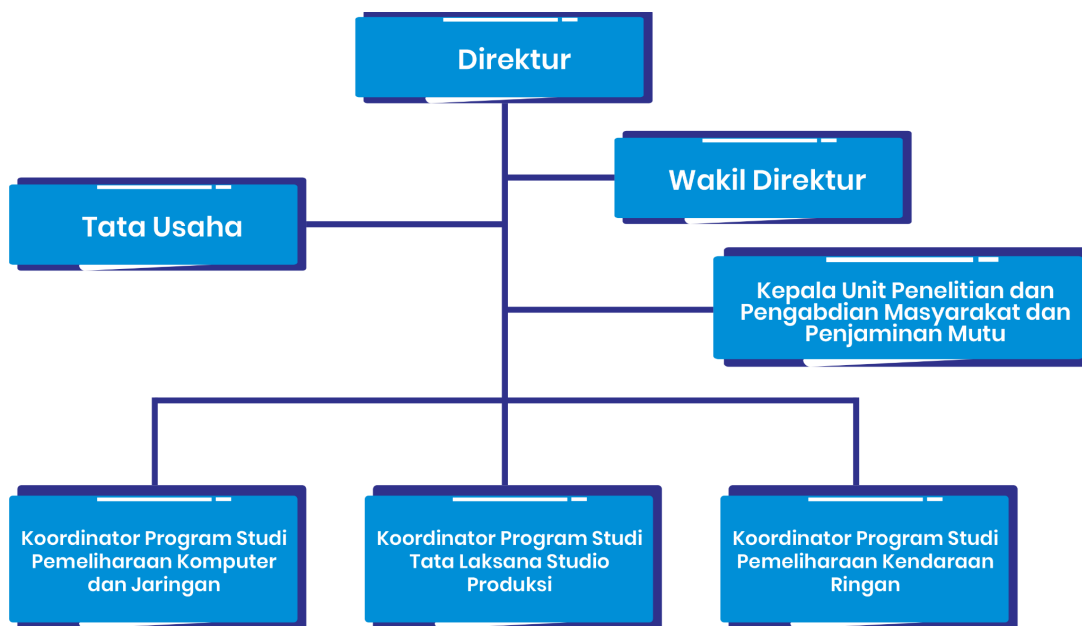 Direktur
Wakil Direktur
Tata Usaha
Kepala Unit Penelitian dan
Pengabdian Masyarakat dan
Penjaminan Mutu
Koordinator Program Studi
Pemeliharaan Komputer
dan Jaringan
Koordinator Program Studi
Tata Laksana Studio
Produksi
Koordinator Program Studi
Pemeliharaan Kendaraan
Ringan